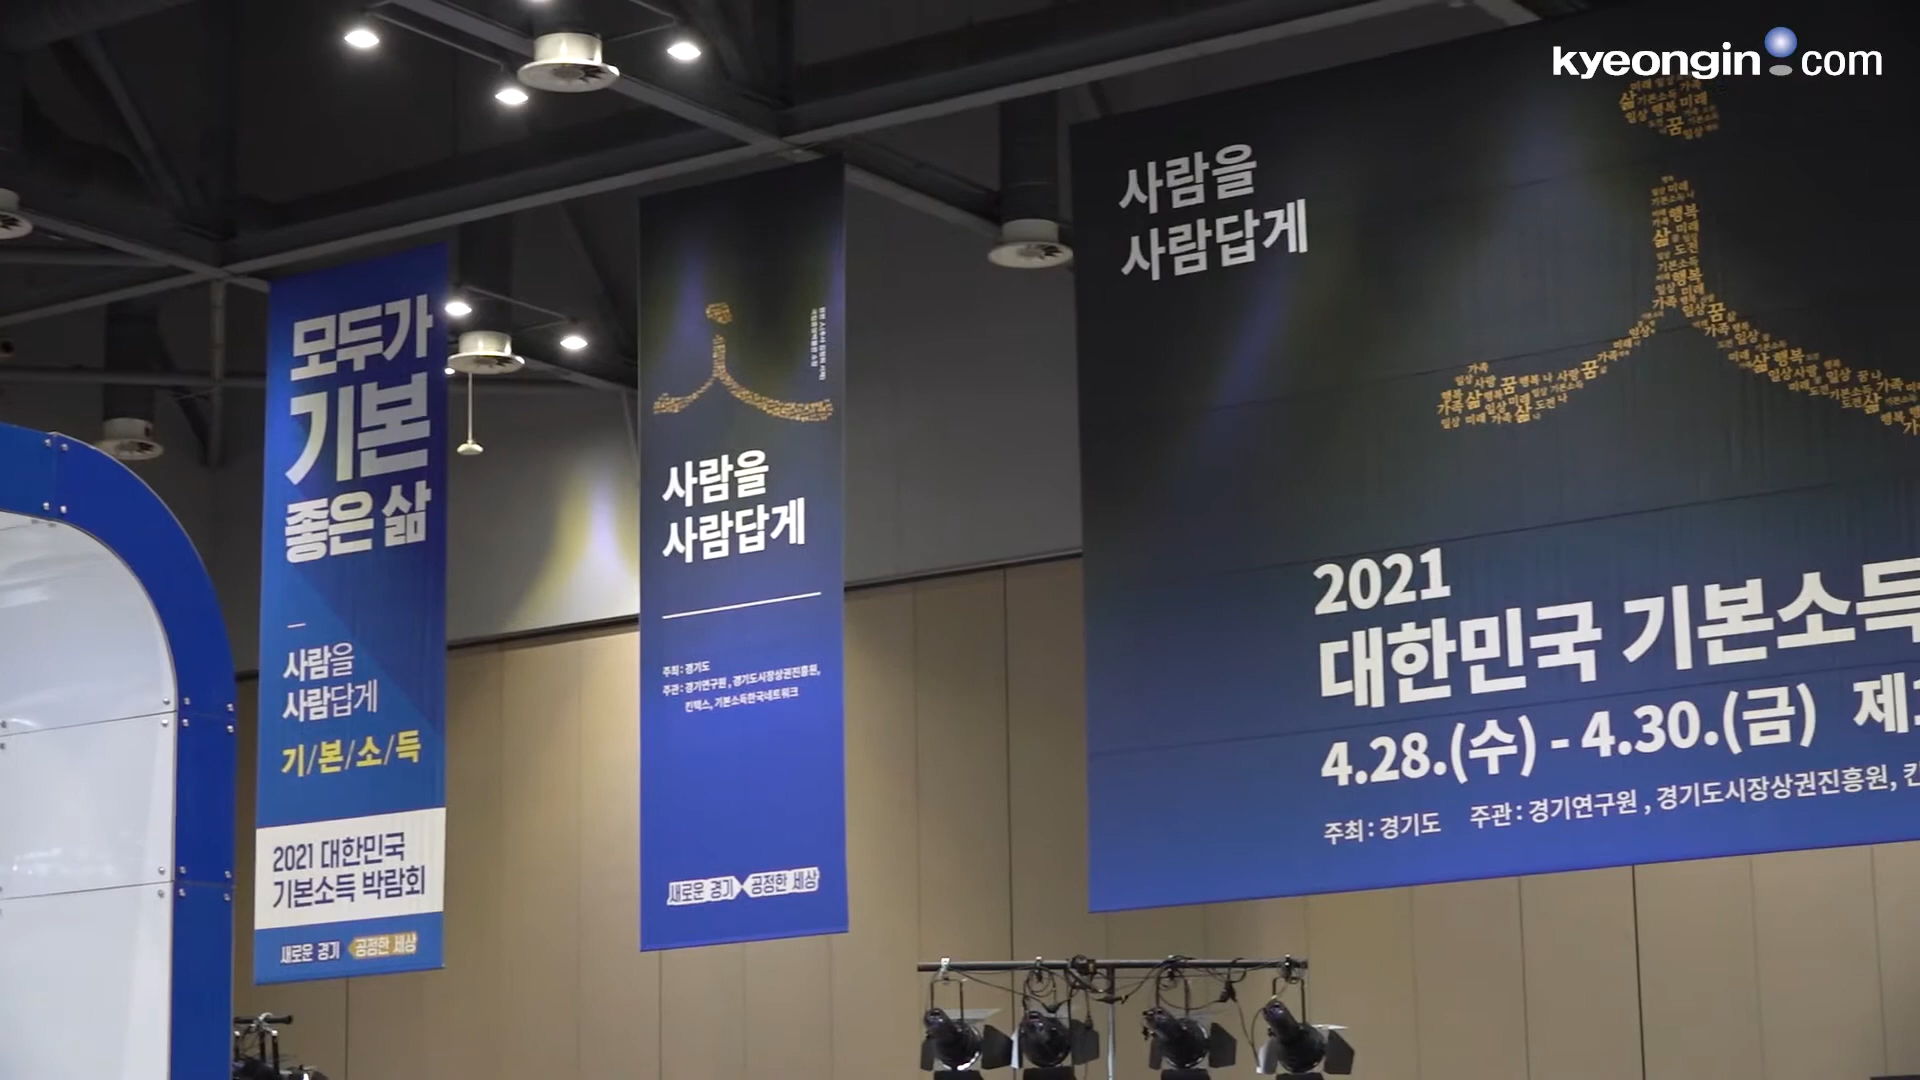 kyeongin.com
모두가
기본
좋은 삶
사람을
사람답게
기/본/소/득
2021 대한민국
기본소득 박람회
새로운 경기 공정한 세상
사람을
사람답게
주최 : 경기도
주관 : 경기연구원, 경기도시장상권진흥원,
킨텍스, 기본소득한국네트워크
새로운 경기 공정한 세상
사람을
사람답게
2021
대한민국 기본소득
4.28.(수) - 4.30.(금) 제
주최 : 경기도 주관 : 경기연구원, 경기도시장상권진흥원, 킨